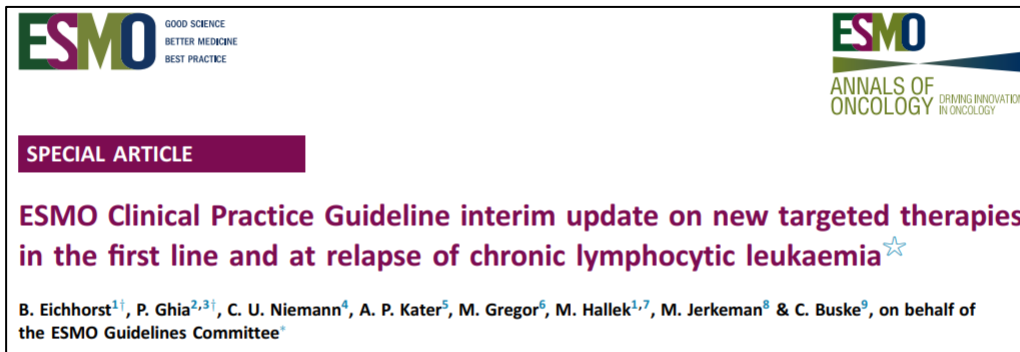 ESMO
GOOD SCIENCE
BETTER MEDICINE
BEST PRACTICE
ESMO
ANNALS OF
ONCOLOGY
DRIVING INNOVATION
IN ONCOLOGY
SPECIAL ARTICLE
ESMO Clinical Practice Guideline interim update on new targeted therapies
in the first line and at relapse of chronic lymphocytic leukaemia☆
B. Eichhorst1†, P. Ghia2,3†, C. U. Niemann4, A. P. Kater5, M. Gregor6, M. Hallek1,7, M. Jerkeman8 & C. Buske9, on behalf of
the ESMO Guidelines Committee*